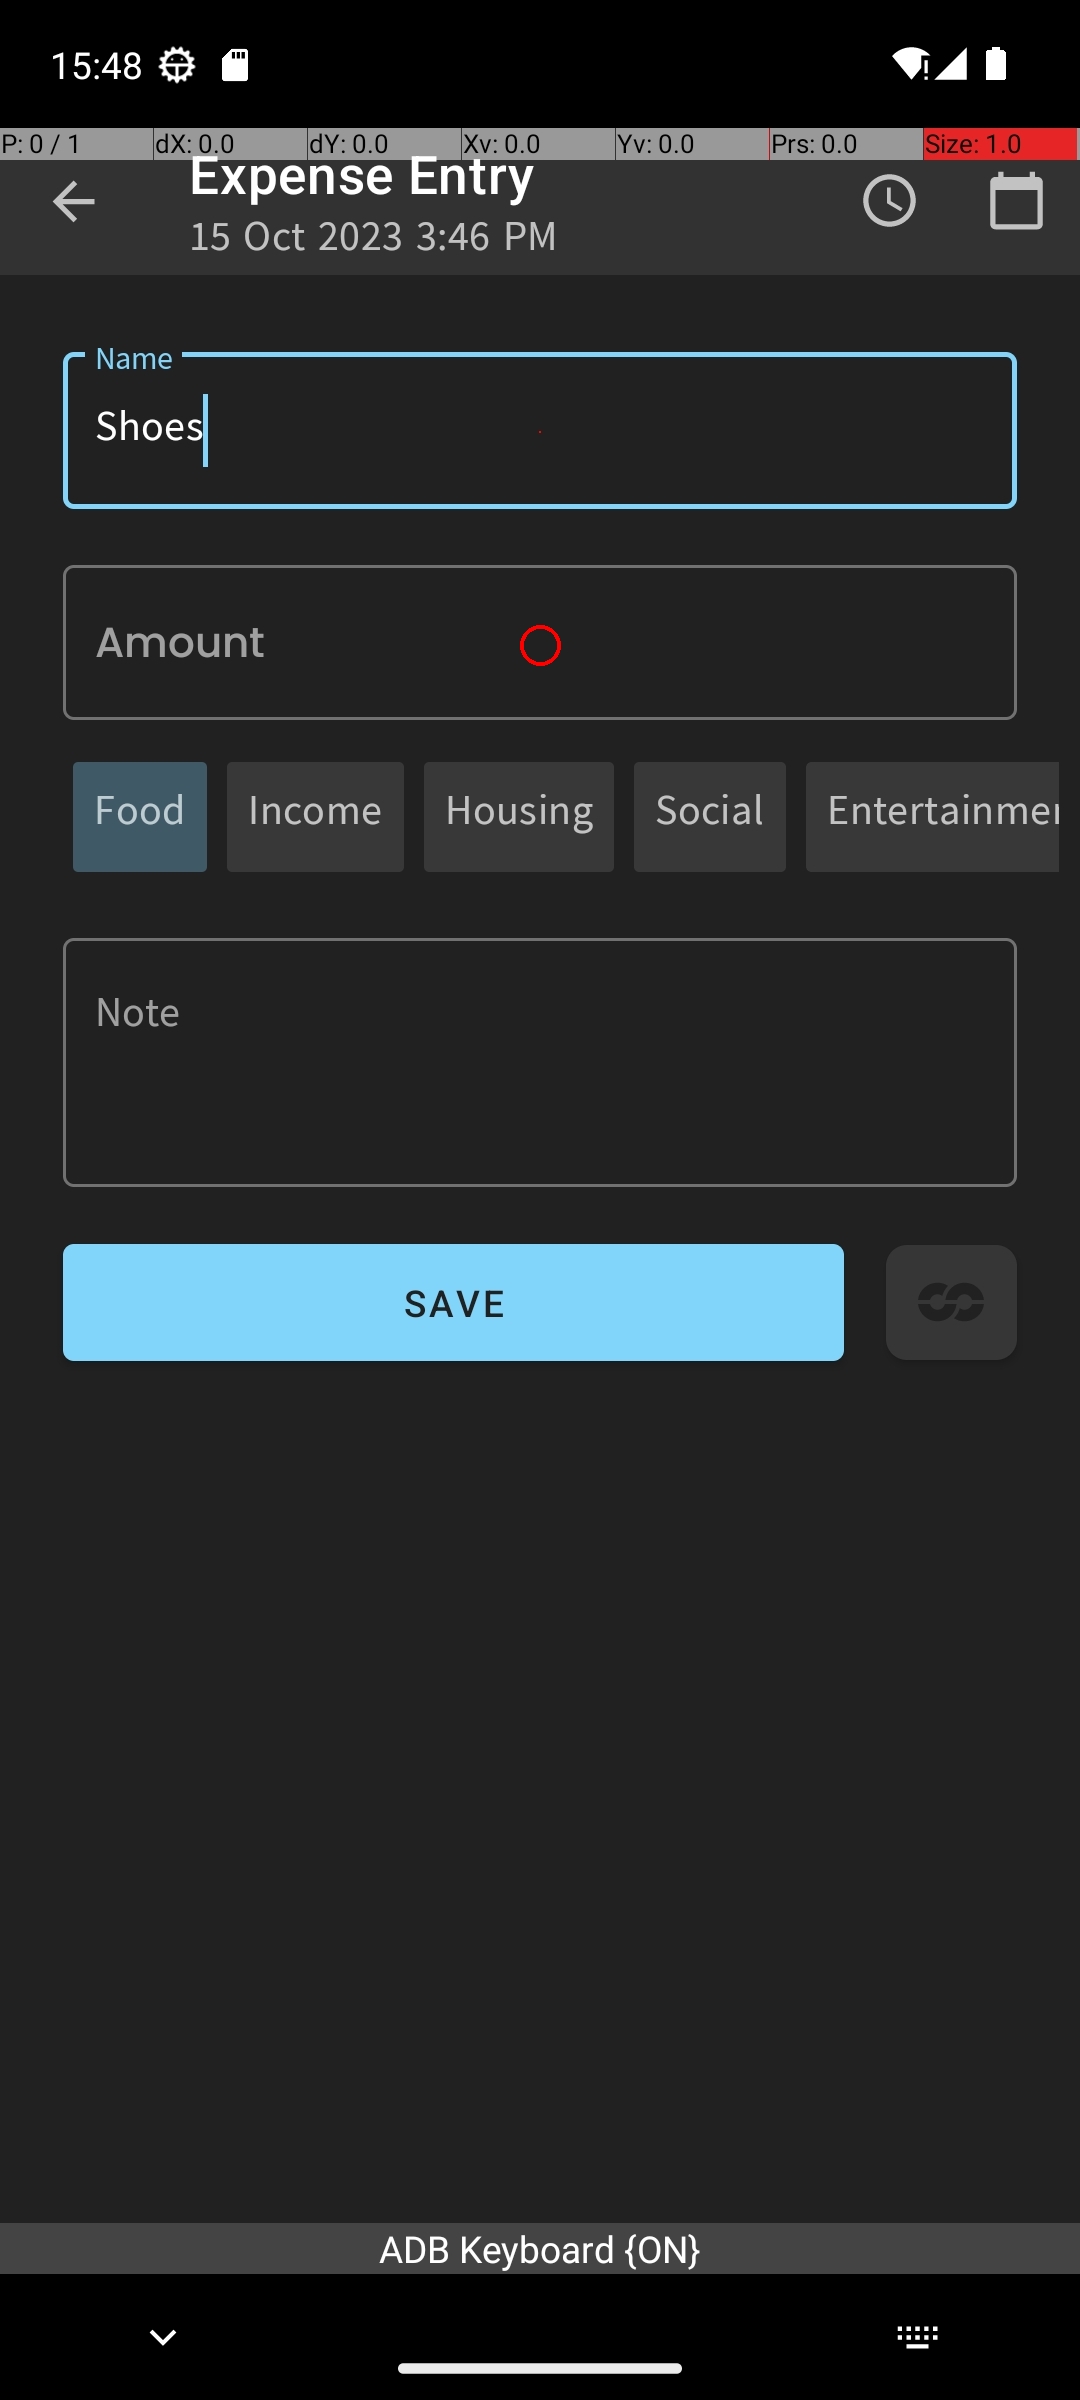 15:48
P: 0 / 1
dX: 0.0
dY: 0.0
Xv: 0.0
Yv: 0.0
Prs: 0.0
Size: 1.0
Expense Entry
15 Oct 2023 3:46 PM
Name
Shoes
Amount
Food
Income
Housing
Social
Entertainmen
Note
SAVE
ADB Keyboard {ON}